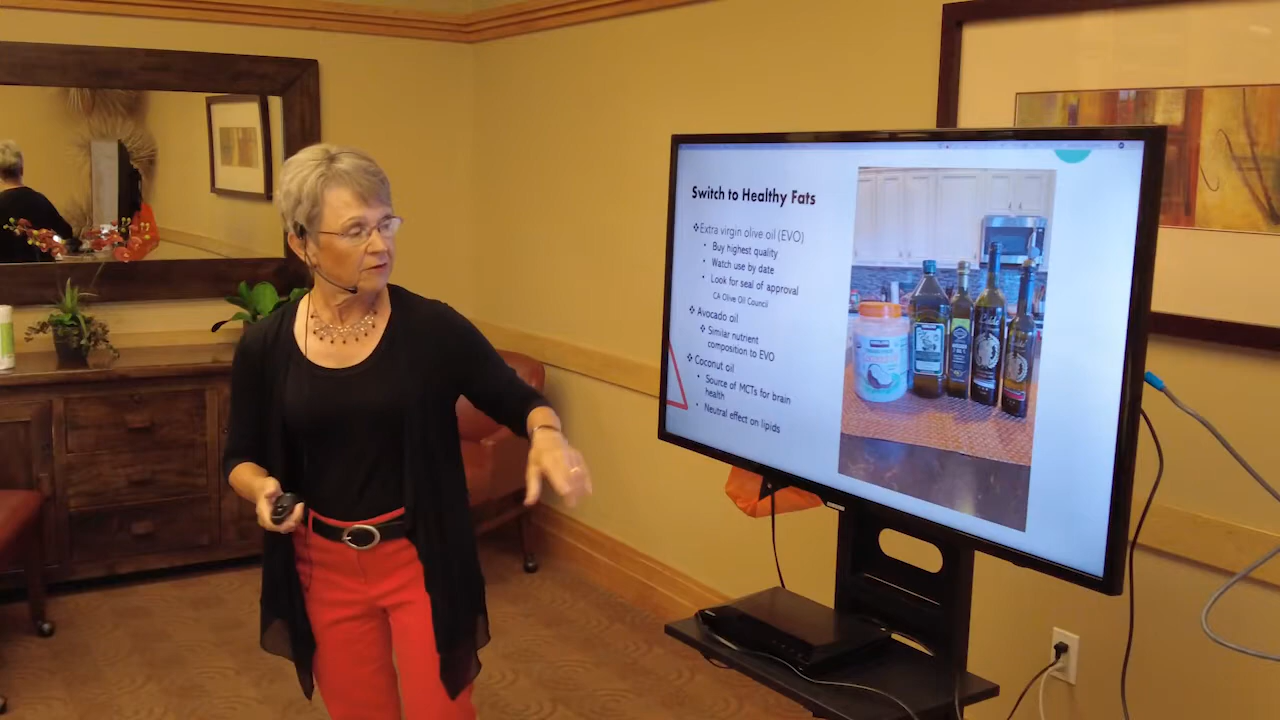 Switch to Healthy Fats
❖Extra virgin olive oil (EVO)
• Buy highest quality
• Watch use by date
• Look for seal of approval
CA Olive Oil Council
❖ Avocado oil
❖ Similar nutrient
composition to EVO
❖ Coconut oil
• Source of MCTs for brain
health
• Neutral effect on lipids
KIRKLAND